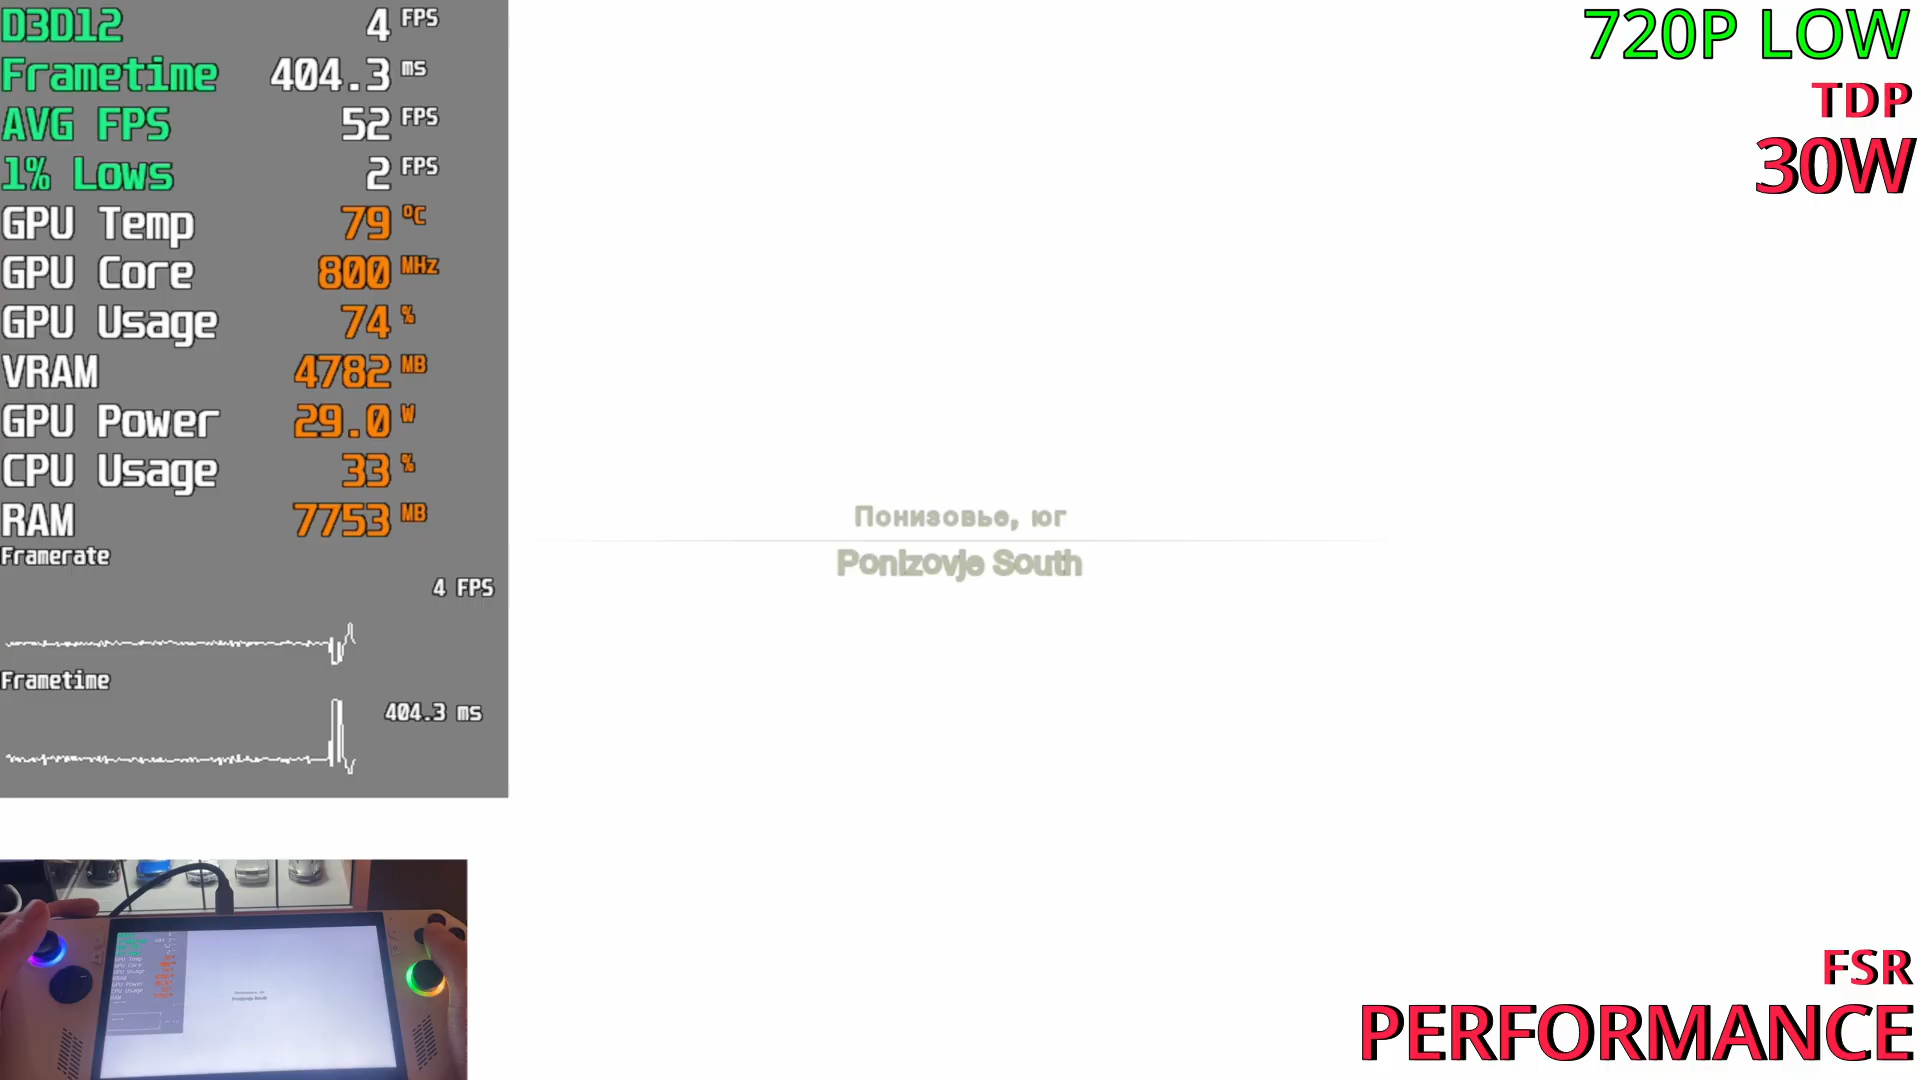 D3D12 4 FPS
Frametime 404.3 ms
AVG FPS 52 FPS
1% Lows 2 FPS
GPU Temp 79 °C
GPU Core 800 MHz
GPU Usage 74 %
VRAM 4782 MB
GPU Power 29.0 W
CPU Usage 33 %
RAM 7753 MB
Framerate
4 FPS
Frametime
404.3 ms
720P LOW
TDP
30W
Понизовье, юг
Ponizovje South
FSR
PERFORMANCE